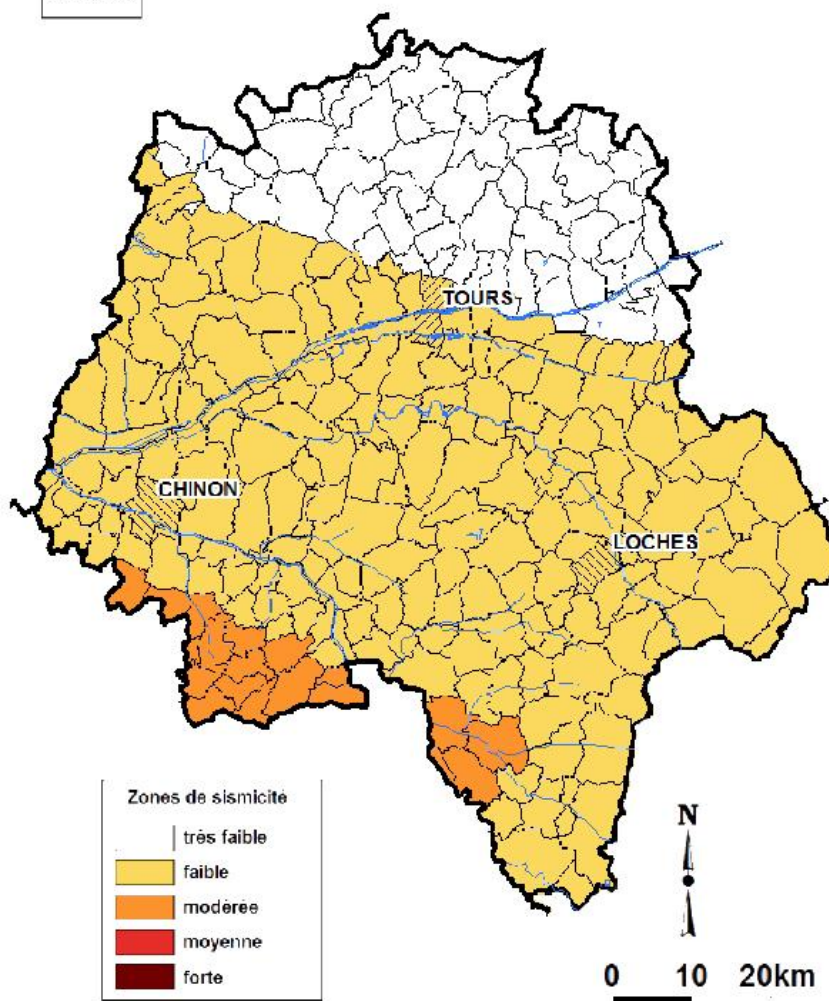 TOURS
CHINON
LOCHES
Zones de sismicité
très faible
faible
modérée
moyenne
forte
N
0 10 20km